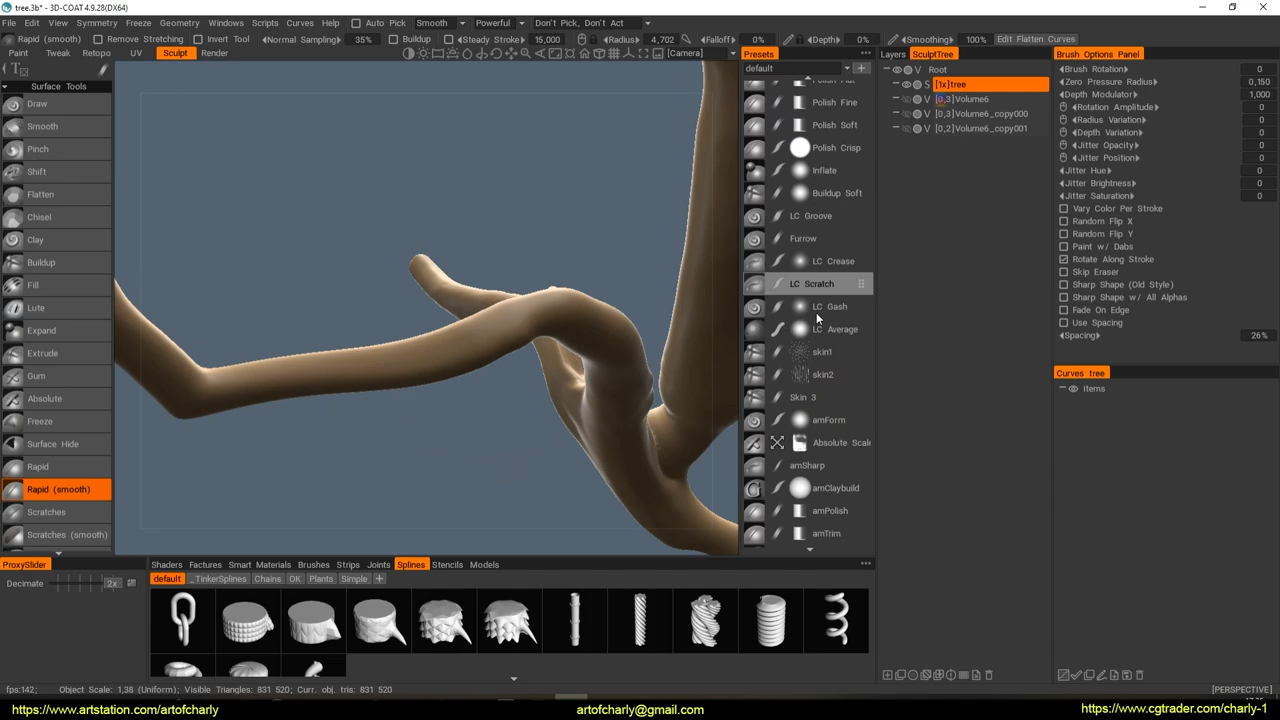 tree.3b* - 3D-COAT 4.9.28(DX64)
File Edit View Symmetry Freeze Geometry Windows Scripts Curves Help Auto Pick Smooth Powerful Don't Pick, Don't Act
Rapid (smooth) Remove Stretching Invert Tool Normal Sampling 35% Buildup Steady Stroke 15,000 Radius 4,702 Falloff 0% Depth 0% Smoothing 100% Edit Flatten Curves
Paint Tweak Retopo UV Sculpt Render [Camera]
Surface Tools
Draw
Smooth
Pinch
Shift
Flatten
Chisel
Clay
Buildup
Fill
Lute
Expand
Extrude
Gum
Absolute
Freeze
Surface Hide
Rapid
Rapid (smooth)
Scratches
Scratches (smooth)
Presets
default
Polish Fine
Polish Soft
Polish Crisp
Inflate
Buildup Soft
LC Groove
Furrow
LC Crease
LC Scratch
LC Gash
LC Average
skin1
skin2
Skin 3
amForm
Absolute Scale
amSharp
amClaybuild
amPolish
amTrim
Layers SculptTree
V Root
S [1x]tree
V [0,3]Volume6
V [0,3]Volume6_copy000
V [0,2]Volume6_copy001
Brush Options Panel
Brush Rotation 0
Zero Pressure Radius 0,150
Depth Modulator 1,000
Rotation Amplitude 0
Radius Variation 0
Depth Variation 0
Jitter Opacity 0
Jitter Position 0
Jitter Hue 0
Jitter Brightness 0
Jitter Saturation 0
Vary Color Per Stroke
Random Flip X
Random Flip Y
Paint w/ Dabs
Rotate Along Stroke
Skip Eraser
Sharp Shape (Old Style)
Sharp Shape w/ All Alphas
Fade On Edge
Use Spacing
Spacing 26%
Curves tree
Items
ProxySlider
Decimate 2x
Shaders Factures Smart Materials Brushes Strips Joints Splines Stencils Models
default _TinkerSplines Chains OK Plants Simple +
fps:142; Object Scale: 1,38 (Uniform); Visible Triangles: 831 520; Curr. obj. tris: 831 520; [PERSPECTIVE]
https://www.artstation.com/artofcharly artofcharly@gmail.com https://www.cgtrader.com/charly-1